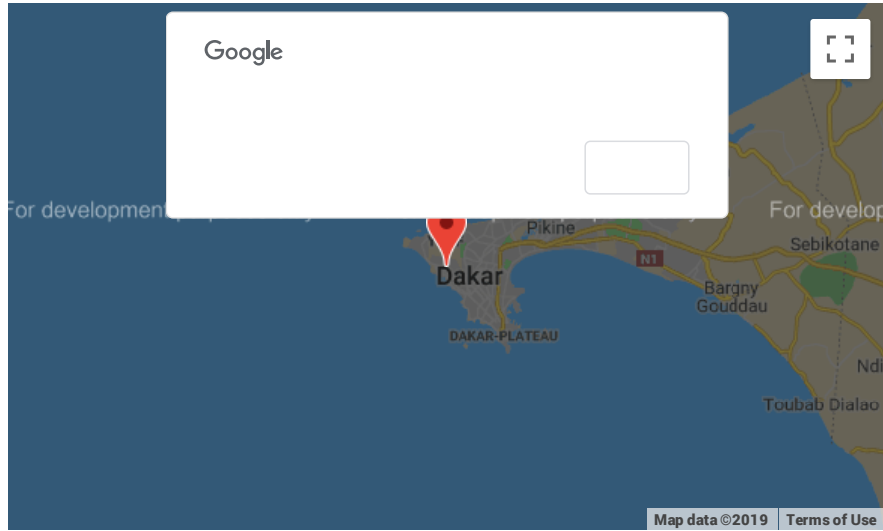 Google
For development
For develop
Pikine
Sebikotane
N1
Dakar
Bargny
Gouddau
DAKAR-PLATEAU
Ndi
Toubab Dialao
Map data ©2019
Terms of Use